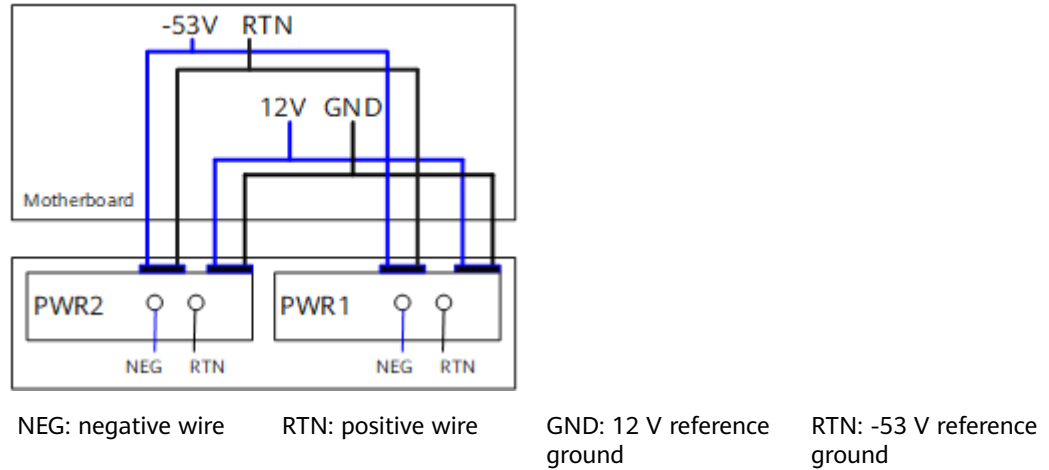 -53V RTN
12V GND
Motherboard
PWR2
PWR1
NEG RTN
NEG RTN
NEG: negative wire
RTN: positive wire
GND: 12 V reference
ground
RTN: -53 V reference
ground